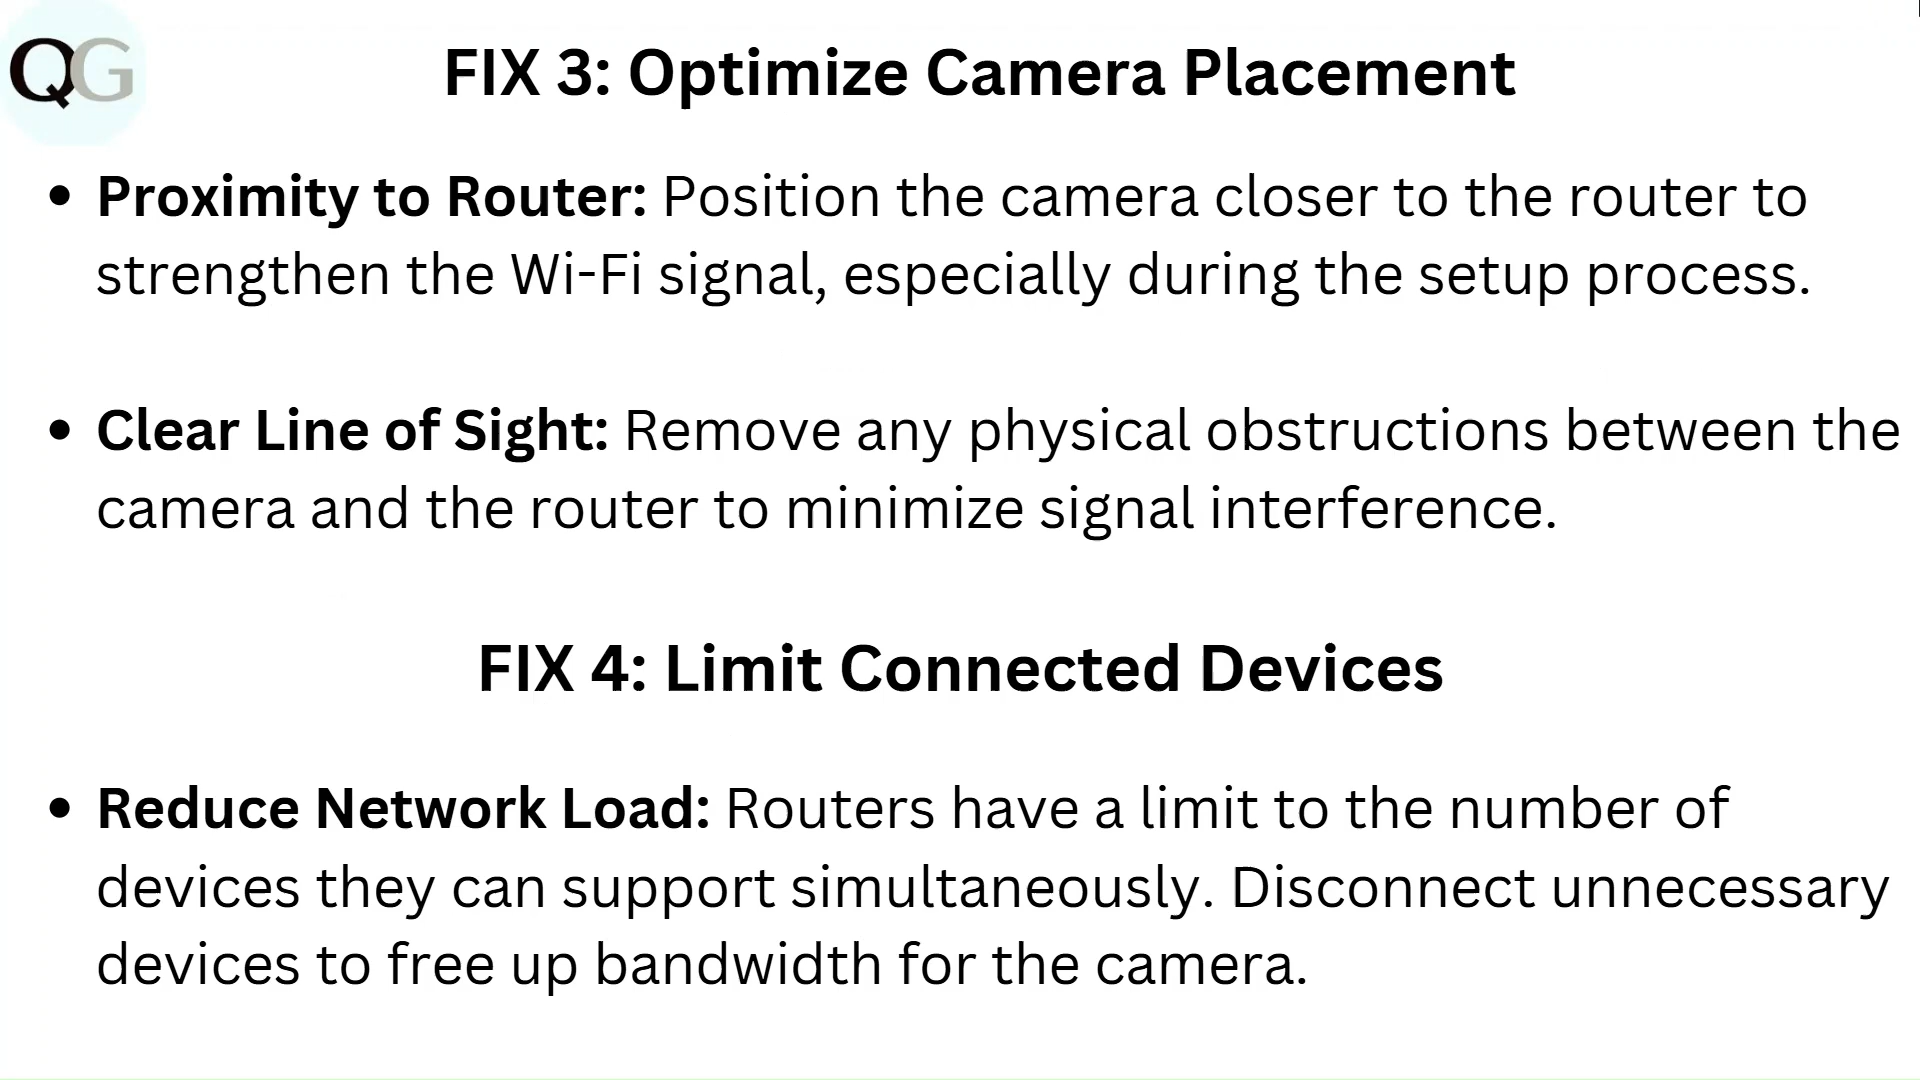 QG
FIX 3: Optimize Camera Placement
• Proximity to Router: Position the camera closer to the router to
strengthen the Wi-Fi signal, especially during the setup process.
• Clear Line of Sight: Remove any physical obstructions between the
camera and the router to minimize signal interference.
FIX 4: Limit Connected Devices
• Reduce Network Load: Routers have a limit to the number of
devices they can support simultaneously. Disconnect unnecessary
devices to free up bandwidth for the camera.